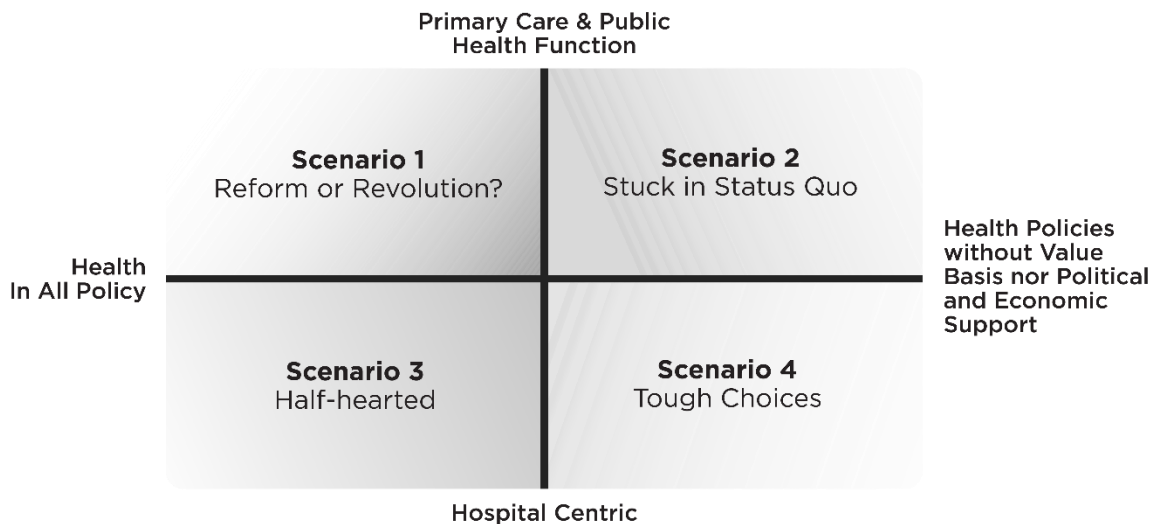 Primary Care & Public
Health Function
Scenario 1
Reform or Revolution?
Scenario 2
Stuck in Status Quo
Health
In All Policy
Health Policies
without Value
Basis nor Political
and Economic
Support
Scenario 3
Half-hearted
Scenario 4
Tough Choices
Hospital Centric